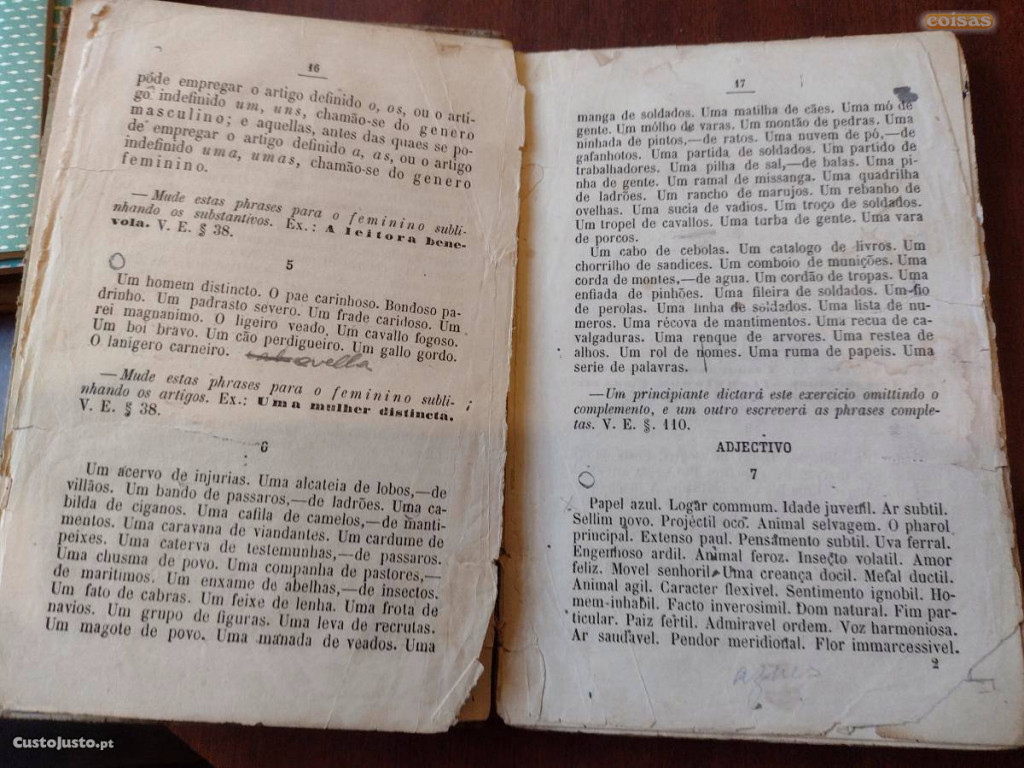 coisas
16
póde empregar o artigo definido o, os, ou o arti-
go indefinido um, uns, chamão-se do genero
masculino; e aquellas, antes das quaes se po-
de empregar o artigo definido a, as, ou o artigo
indefinido uma, umas, chamão-se do genero
feminino.
—Mude estas phrases para o feminino subli-
nhando os substantivos. Ex.: A leitora bene-
vola. V. E. § 38.
5
Um homem distincto. O pae carinhoso. Bondoso pa-
drinho. Um padrasto severo. Um frade caridoso. Um
rei magnanimo. O ligeiro veado. Um cavallo fogoso.
Um boi bravo. Um cão perdigueiro. Um gallo gordo.
O lanigero carneiro.
—Mude estas phrases para o feminino subli-
nhando os artigos. Ex.: Uma mulher distincta.
V. E. § 38.
6
Um acervo de injurias. Uma alcateia de lobos,—de
villãos. Um bando de passaros,—de ladrões. Uma ca-
bilda de ciganos. Uma cafila de camelos,—de manti-
mentos. Uma caravana de viandantes. Um cardume de
peixes. Uma caterva de testemunhas,—de passaros.
Uma chusma de povo. Uma companha de pastores,—
de maritimos. Um enxame de abelhas,—de insectos.
Um fato de cabras. Um feixe de lenha. Uma frota de
navios. Um grupo de figuras. Uma leva de recrutas.
Um magote de povo. Uma manada de veados. Uma
17
manga de soldados. Uma matilha de cães. Uma mó de
gente. Um mólho de varas. Um montão de pedras. Uma
ninhada de pintos,—de ratos. Uma nuvem de pó,—de
gafanhotos. Uma partida de soldados. Um partido de
trabalhadores. Uma pilha de sal,—de balas. Uma pi-
nha de gente. Um ramal de missanga. Uma quadrilha
de ladrões. Um rancho de marujos. Um rebanho de
ovelhas. Uma sucia de vadios. Um troço de soldados.
Um tropel de cavallos. Uma turba de gente. Uma vara
de porcos.
Um cabo de cebolas. Um catalogo de livros. Um
chorrilho de sandices. Um comboio de munições. Uma
corda de montes,—de agua. Um cordão de tropas. Uma
enfiada de pinhões. Uma fileira de soldados. Um fio
de perolas. Uma linha de soldados. Uma lista de nu-
meros. Uma récova de mantimentos. Uma recua de ca-
valgaduras. Uma renque de arvores. Uma restea de
alhos. Um rol de nomes. Uma ruma de papeis. Uma
serie de palavras.
—Um principiante dictará este exercicio omittindo o
complemento, e um outro escreverá as phrases comple-
tas. V. E. §. 110.
ADJECTIVO
7
Papel azul. Logar commum. Idade juvenil. Ar subtil.
Sellim novo. Projéctil oco. Animal selvagem. O pharol
principal. Extenso paul. Pensamento subtil. Uva ferral.
Engenhoso ardil. Animal feroz. Insecto volatil. Amor
feliz. Movel senhoril. Uma creança docil. Metal ductil.
Animal agil. Caracter flexivel. Sentimento ignobil. Ho-
mem inhabil. Facto inverosimil. Dom natural. Fim par-
ticular. Paiz fertil. Admiravel ordem. Voz harmoniosa.
Ar saudavel. Pendor meridional. Flor immarcessivel.
2
CustoJusto.pt